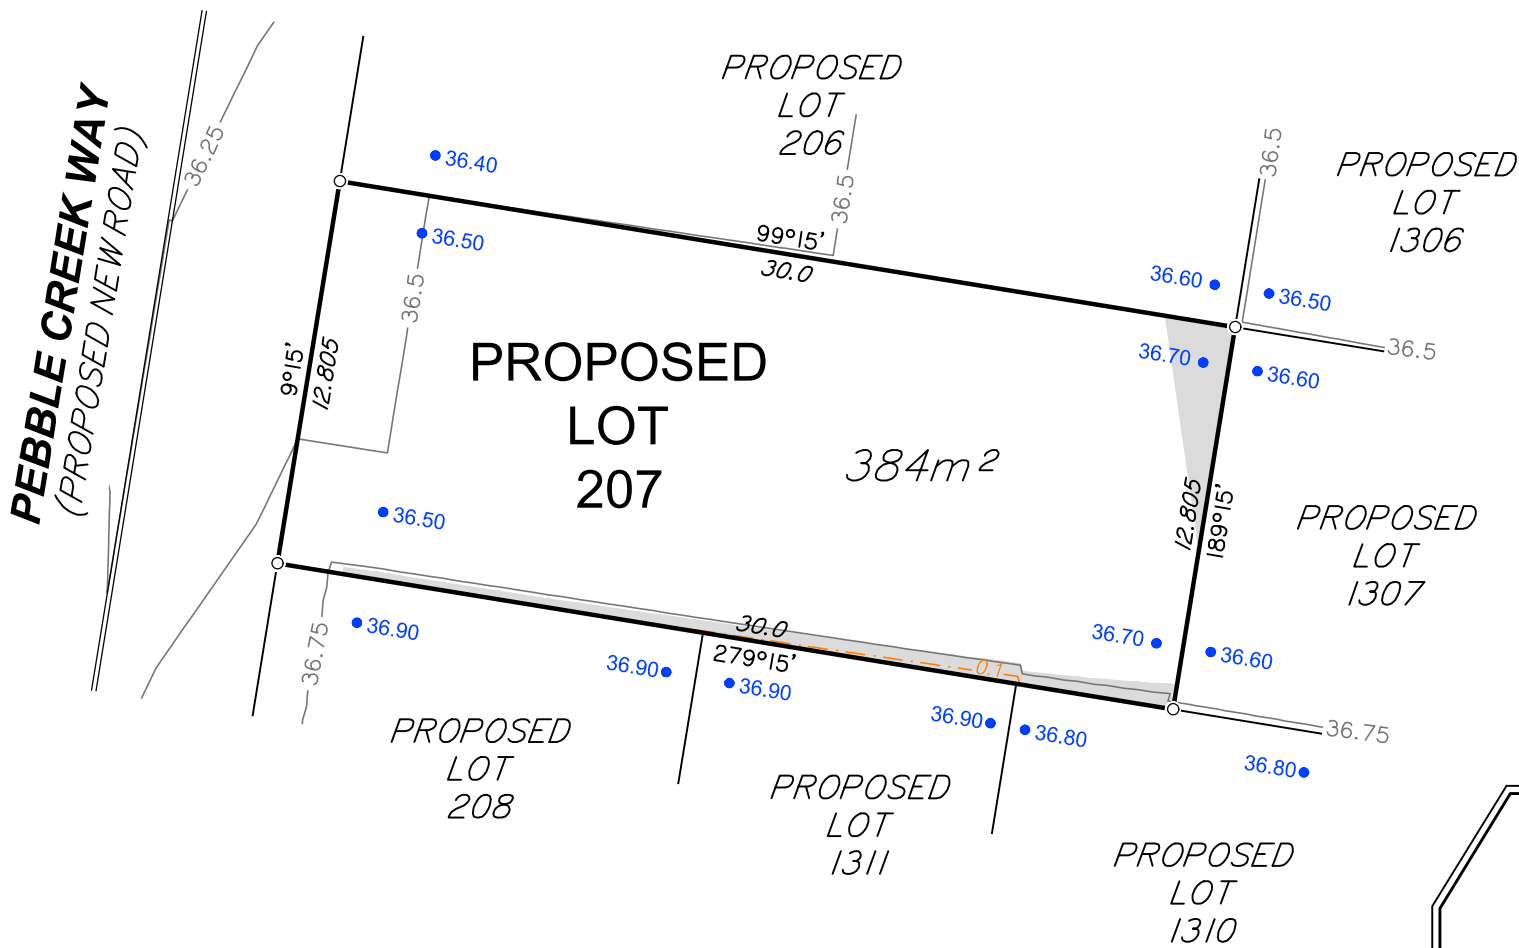 PEBBLE CREEK WAY
(PROPOSED NEW ROAD)
36.25
PROPOSED
LOT
206
36.5
36.40
36.50
36.5
99°15'
30.0
36.5
PROPOSED
LOT
1306
36.60
36.50
36.5
36.70
36.60
9°15'
12.805
PROPOSED
LOT
207
384m²
12.805
189°15'
PROPOSED
LOT
1307
36.50
36.75
36.90
30.0
279°15'
0.1
36.70
36.60
36.90
36.90
36.90
36.80
36.75
36.80
PROPOSED
LOT
208
PROPOSED
LOT
1311
PROPOSED
LOT
1310